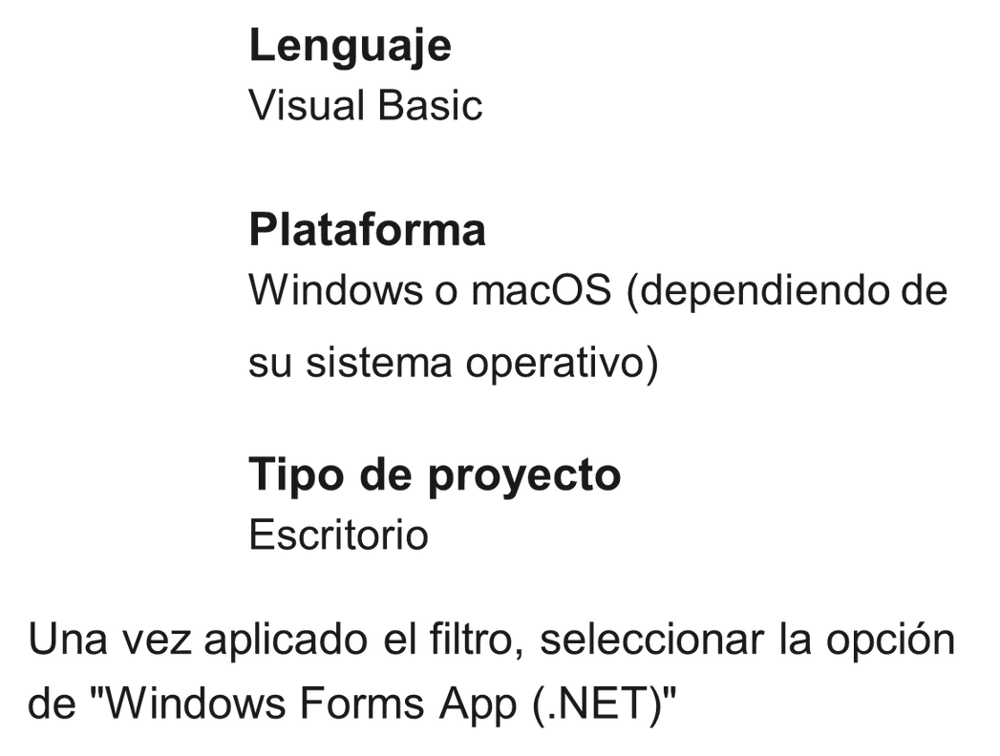 Lenguaje
Visual Basic
Plataforma
Windows o macOS (dependiendo de
su sistema operativo)
Tipo de proyecto
Escritorio
Una vez aplicado el filtro, seleccionar la opción
de "Windows Forms App (.NET)"